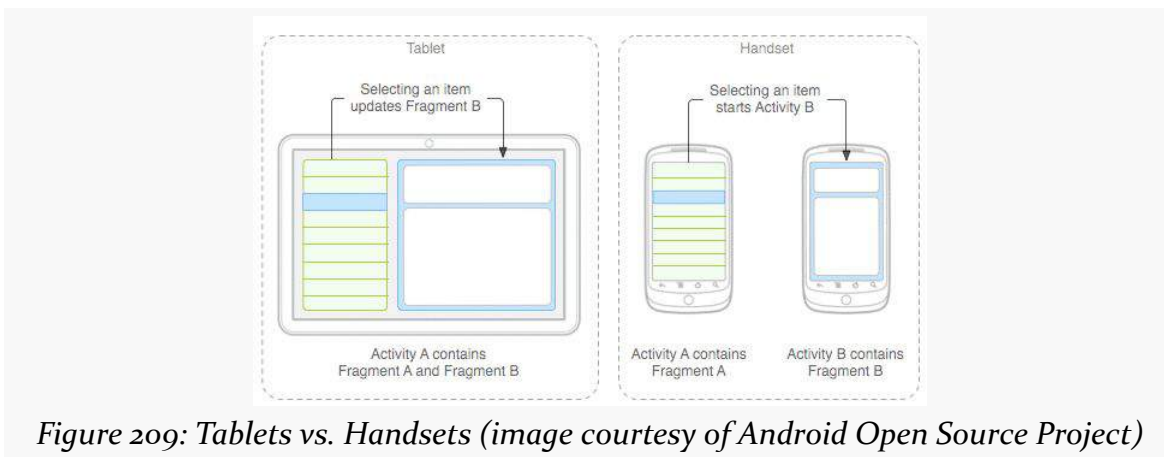 Tablet
Selecting an item
updates Fragment B
Activity A contains
Fragment A and Fragment B
Handset
Selecting an item
starts Activity B
Activity A contains
Fragment A
Activity B contains
Fragment B
Figure 209: Tablets vs. Handsets (image courtesy of Android Open Source Project)